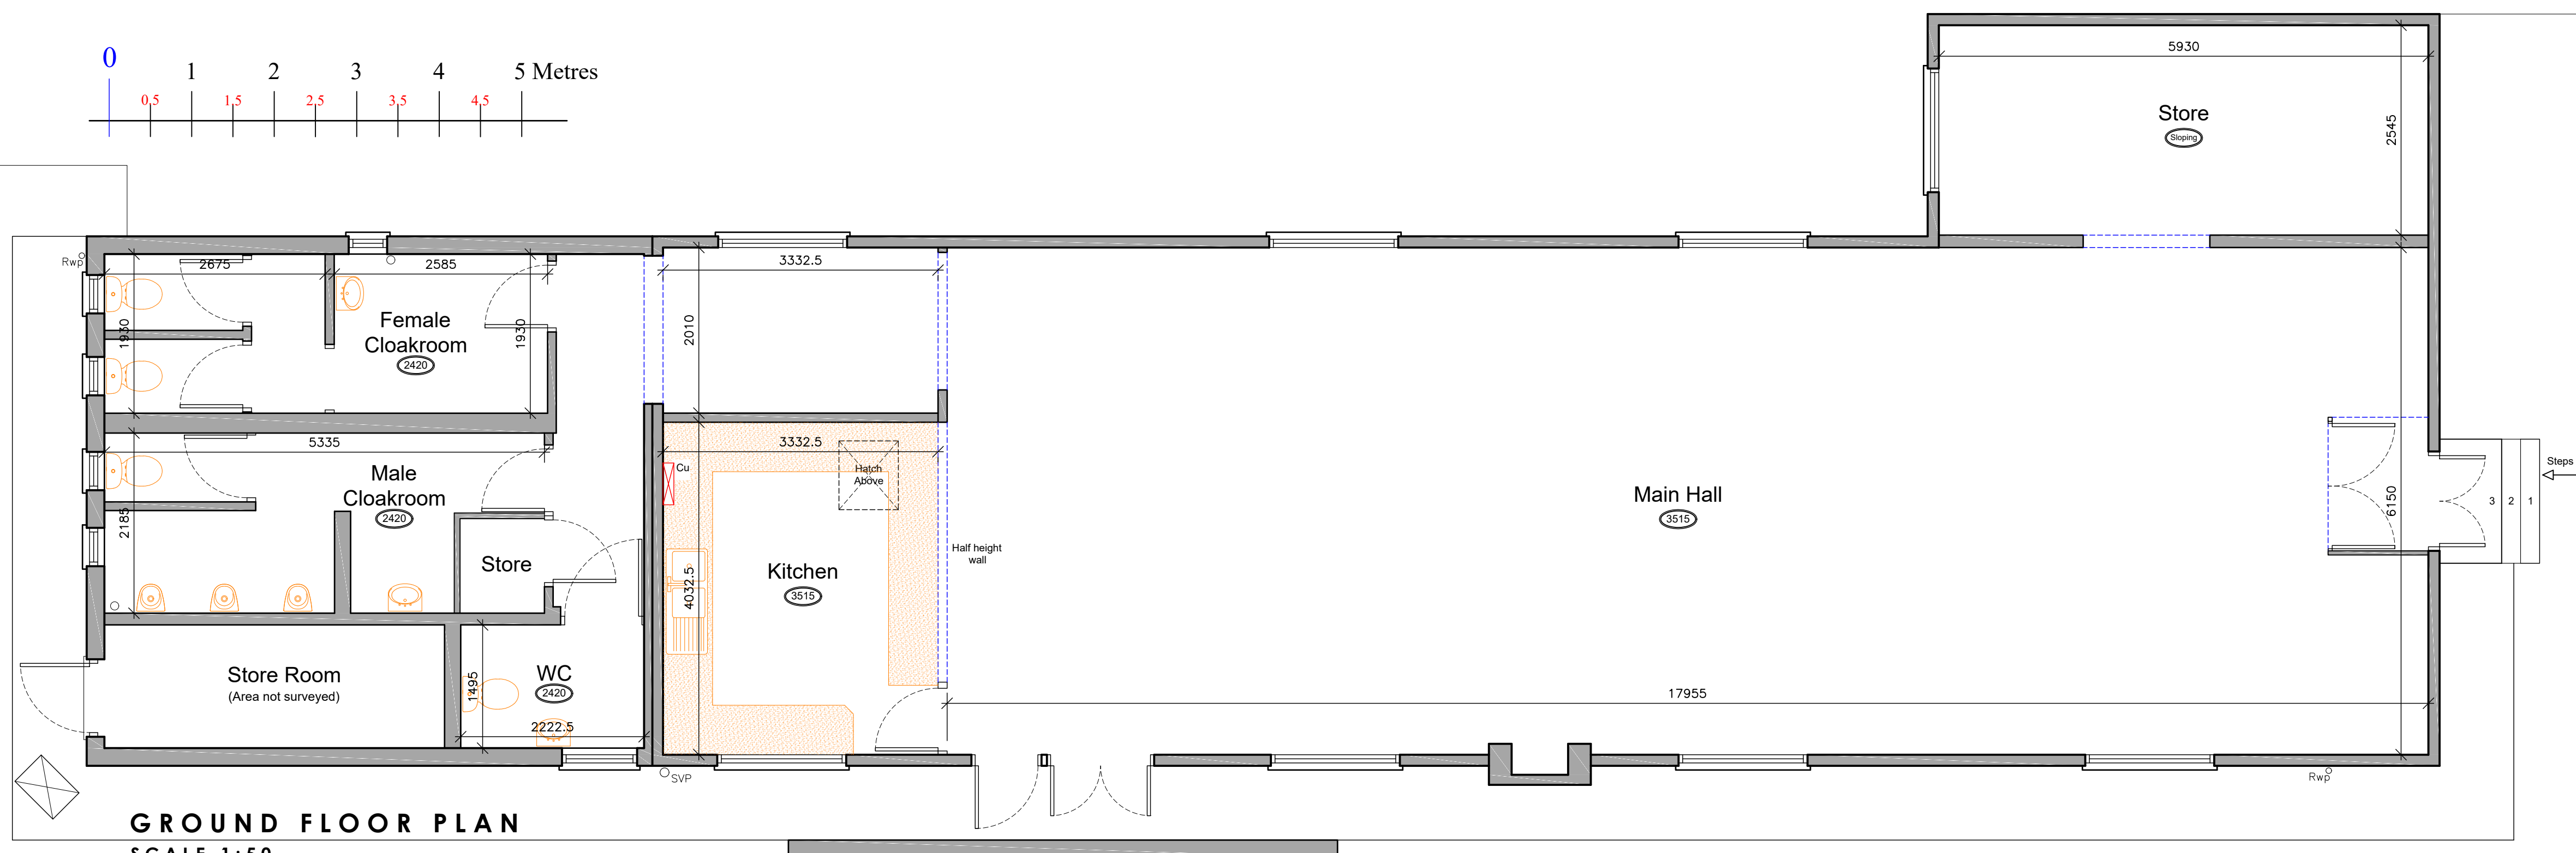 0
1
2
3
4
5 Metres
0.5
1.5
2.5
3.5
4.5
5930
Store
Sloping
2545
Rwp
2675
2585
3332.5
Female
Cloakroom
2420
1930
1930
2010
5335
3332.5
Male
Cloakroom
2420
2185
Cu
Hatch
Above
Store
Half height
wall
Kitchen
3515
4032.5
Main Hall
3515
6150
Steps
3
2
1
Store Room
(Area not surveyed)
WC
2420
1495
2222.5
17955
SVP
Rwp
GROUND FLOOR PLAN
SCALE 1:50